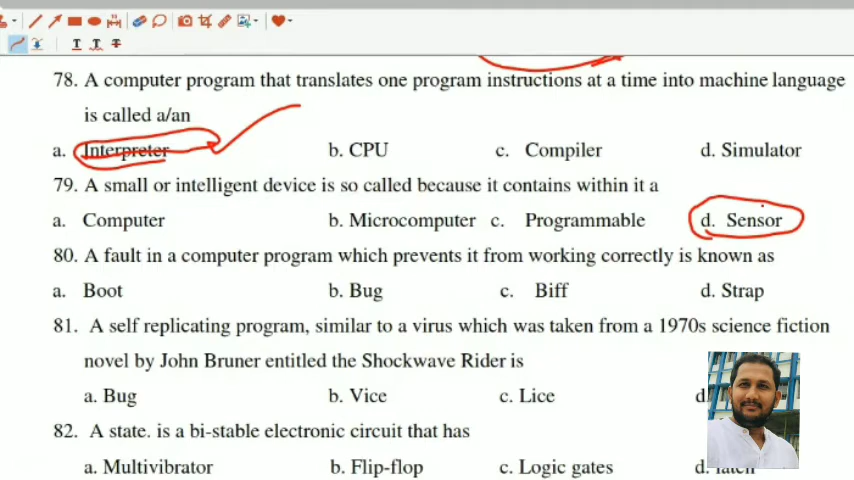 78. A computer program that translates one program instructions at a time into machine language
is called a/an
a. Interpreter b. CPU c. Compiler d. Simulator
79. A small or intelligent device is so called because it contains within it a
a. Computer b. Microcomputer c. Programmable d. Sensor
80. A fault in a computer program which prevents it from working correctly is known as
a. Boot b. Bug c. Biff d. Strap
81. A self replicating program, similar to a virus which was taken from a 1970s science fiction
novel by John Bruner entitled the Shockwave Rider is
a. Bug b. Vice c. Lice d.
82. A state. is a bi-stable electronic circuit that has
a. Multivibrator b. Flip-flop c. Logic gates d. latch